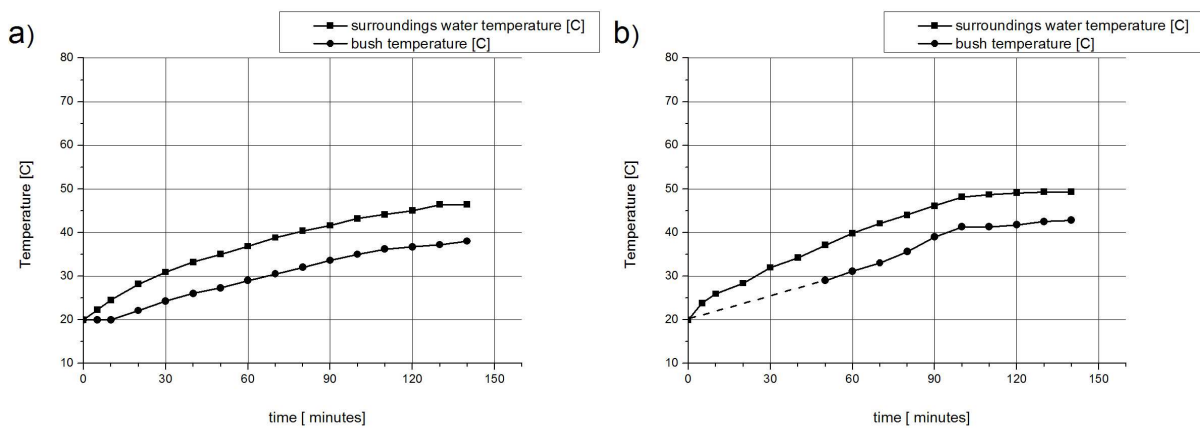 a)
surroundings water temperature [C]
bush temperature [C]
80
70
60
50
40
30
20
10
Temperature [C]
0 30 60 90 120 150
time [ minutes]
b)
surroundings water temperature [C]
bush temperature [C]
80
70
60
50
40
30
20
10
Temperature [C]
0 30 60 90 120 150
time [ minutes]